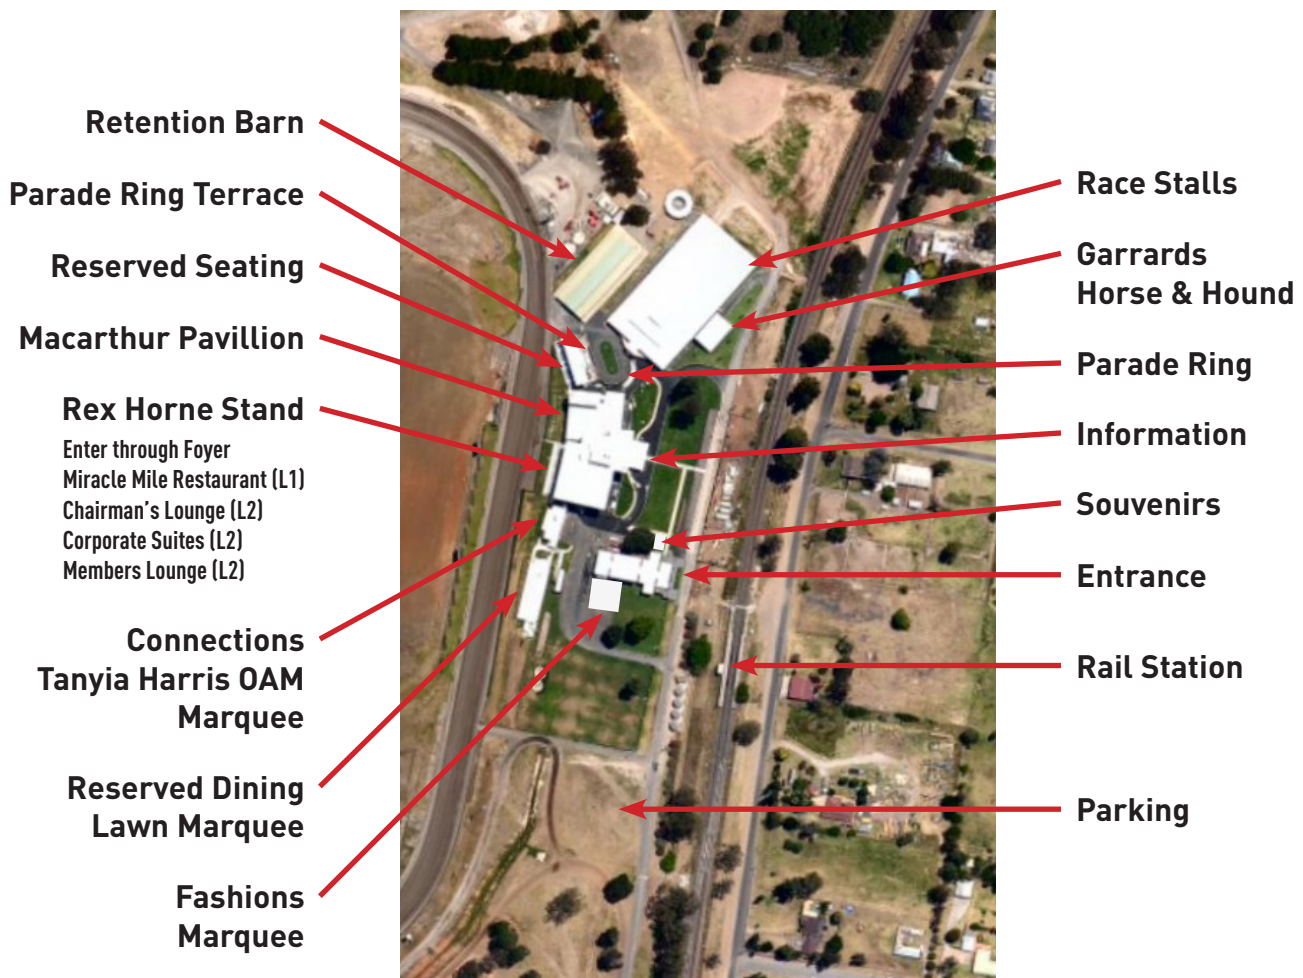 Retention Barn
Parade Ring Terrace
Reserved Seating
Macarthur Pavillion
Rex Horne Stand
Enter through Foyer
Miracle Mile Restaurant (L1)
Chairman's Lounge (L2)
Corporate Suites (L2)
Members Lounge (L2)
Connections
Tanyia Harris OAM
Marquee
Reserved Dining
Lawn Marquee
Fashions
Marquee
Race Stalls
Garrards
Horse & Hound
Parade Ring
Information
Souvenirs
Entrance
Rail Station
Parking